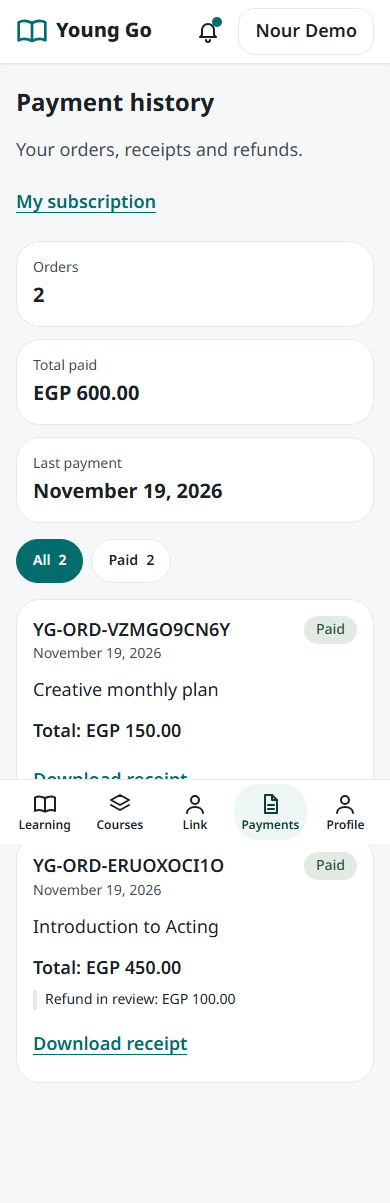 Young Go
Nour Demo
Payment history
Your orders, receipts and refunds.
My subscription
Orders
2
Total paid
EGP 600.00
Last payment
November 19, 2026
All 2
Paid 2
YG-ORD-VZMGO9CN6Y
Paid
November 19, 2026
Creative monthly plan
Total: EGP 150.00
Download receipt
Learning
Courses
Link
Payments
Profile
YG-ORD-ERUOXOCI1O
Paid
November 19, 2026
Introduction to Acting
Total: EGP 450.00
Refund in review: EGP 100.00
Download receipt